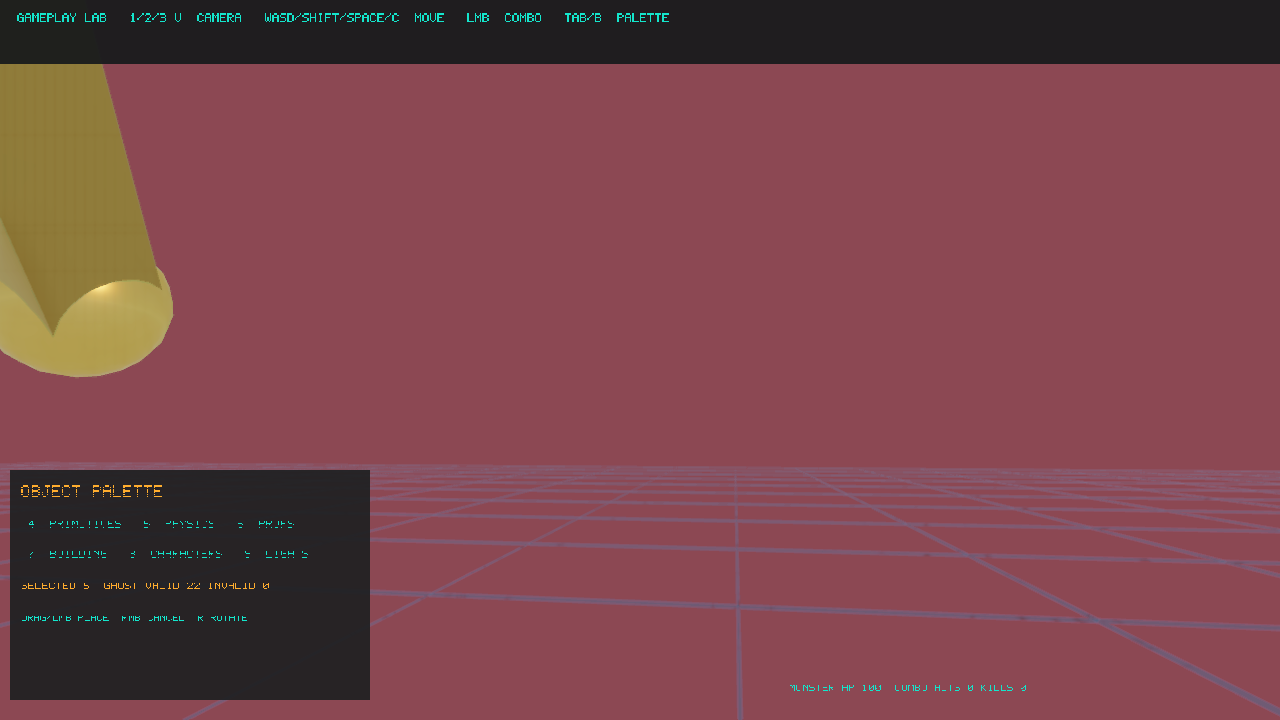 GAMEPLAY LAB 1/2/3 V CAMERA WASD/SHIFT/SPACE/C MOVE LMB COMBO TAB/B PALETTE
OBJECT PALETTE
4 PRIMITIVES 5 PHYSICS 6 PROPS
7 BUILDING 8 CHARACTERS 9 LIGHTS
SELECTED 5 GHOST VALID 22 INVALID 0
DRAG/LMB PLACE RMB CANCEL R ROTATE
MONSTER HP 100 COMBO HITS 0 KILLS 0